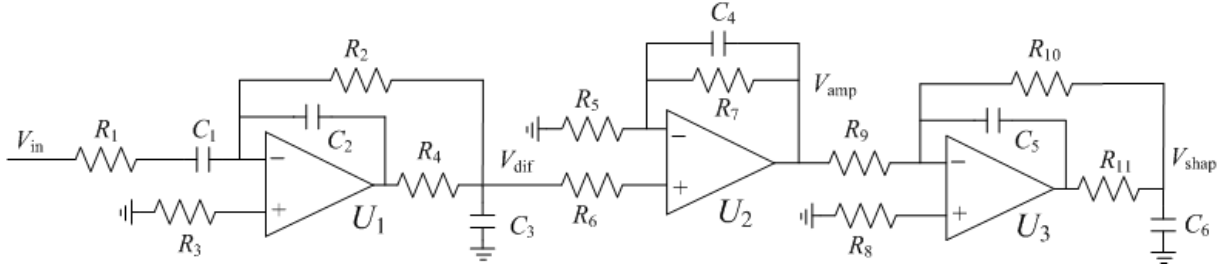 C4
R2
R10
R5
R7
Vamp
Vin
R1
C1
C2
R4
Vdif
R9
C5
R11
Vshap
R3
U1
C3
R6
U2
R8
U3
C6